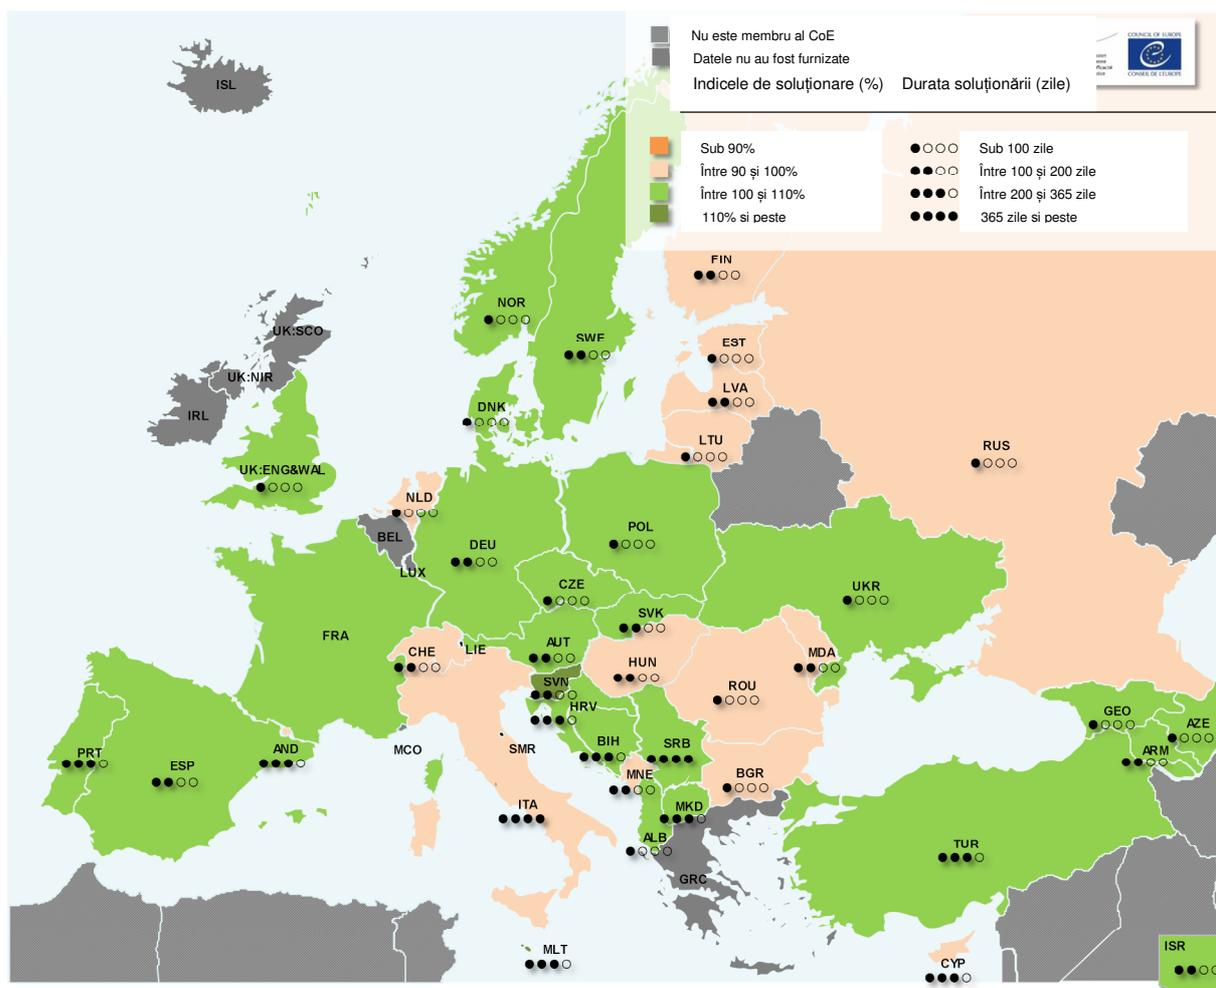 Nu este membru al CoE
Datele nu au fost furnizate
COUNCIL OF EUROPE
CONSEIL DE L'EUROPE
Indicele de soluționare (%) Durata soluționării (zile)
Sub 90% Sub 100 zile
Între 90 și 100% Între 100 și 200 zile
Între 100 și 110% Între 200 și 365 zile
110% si peste 365 zile si peste
ISL
FIN
NOR
UK:SCO
SWE
EST
UK:NIR
LVA
DNK
IRL
LTU
RUS
UK:ENG&WAL
NLD
POL
BEL
DEU
LUX
CZE
UKR
SVK
FRA
AUT
LIE
CHE
MDA
HUN
SVN
ROU
HRV
GEO
AZE
PRT
AND
MCO
SMR
BIH
SRB
ARM
ESP
MNE
BGR
ITA
MKD
ALB
TUR
GRC
MLT
ISR
CYP